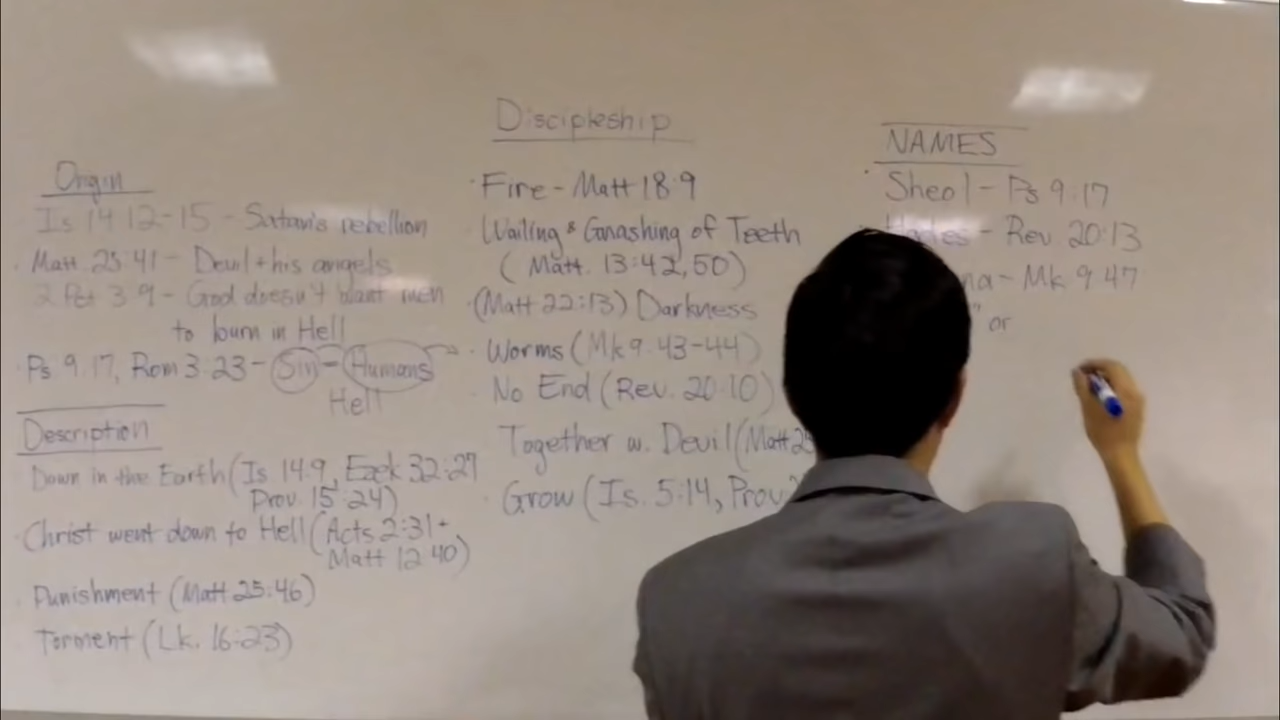 Discipleship
Origin
Is 14:12-15 - Satan's rebellion
Matt. 25:41 - Devil + his angels
2 Pet 3:9 - God doesn't want men
to burn in Hell
Ps 9:17, Rom 3:23 - Sin - Humans
Hell
Description
Down in the Earth (Is 14:9, Ezek 32:27
Prov. 15:24)
Christ went down to Hell (Acts 2:31 +
Matt 12:40)
Punishment (Matt 25:46)
Torment (Lk. 16:23)
Fire - Matt 18:9
Wailing & Gnashing of Teeth
(Matt. 13:42, 50)
(Matt 22:13) Darkness
Worms (Mk 9:43-44)
No End (Rev. 20:10)
Together w. Devil (Matt 25
Grow (Is. 5:14, Prov.
NAMES
Sheol - Ps 9:17
Hades - Rev. 20:13
na - Mk 9:47
" or